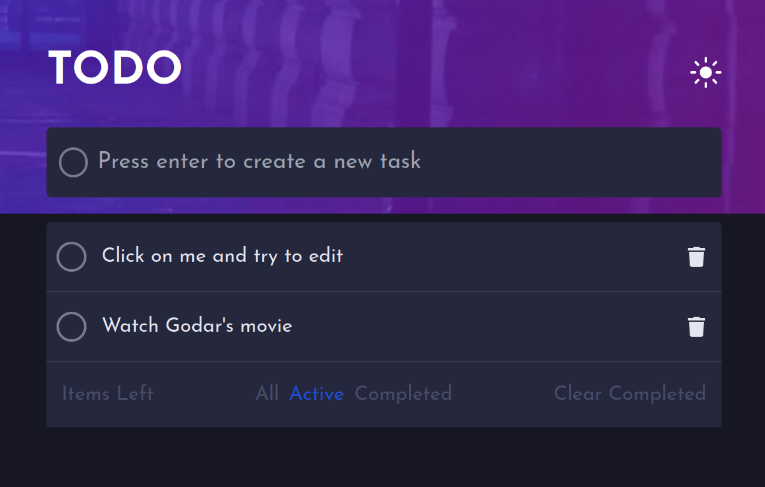 TODO
Press enter to create a new task
Click on me and try to edit
Watch Godar's movie
Items Left All Active Completed Clear Completed